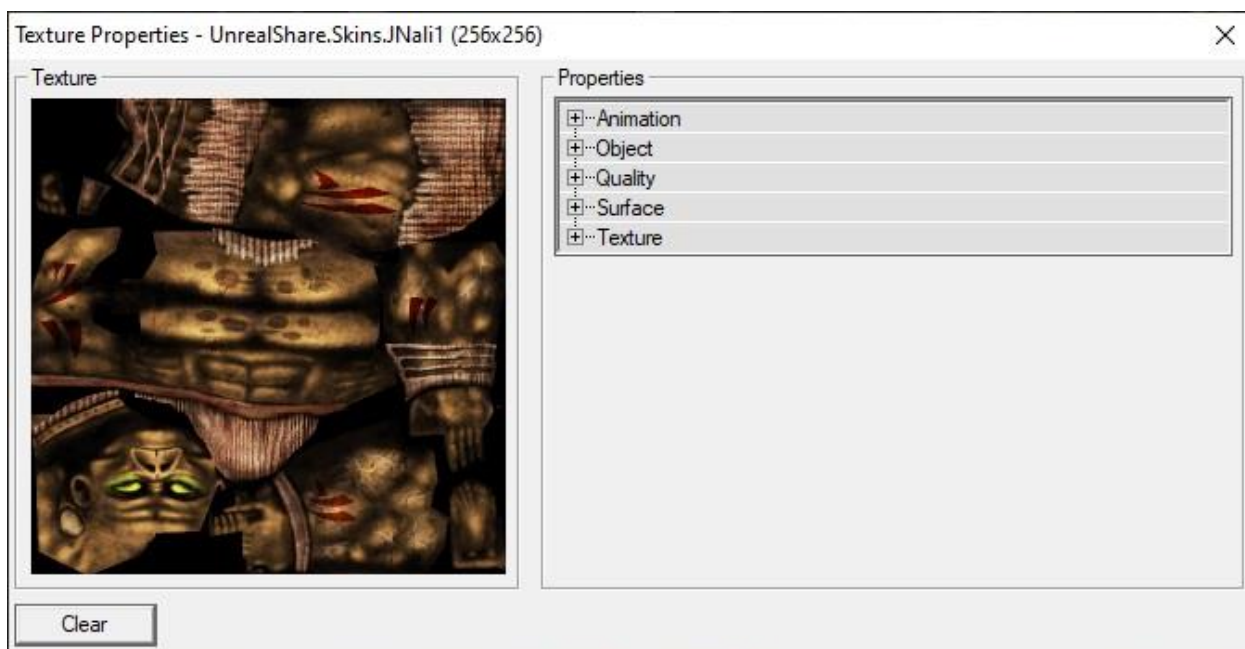 Texture Properties - UnrealShare.Skins.JNali1 (256x256)
Texture
Properties
Animation
Object
Quality
Surface
Texture
Clear